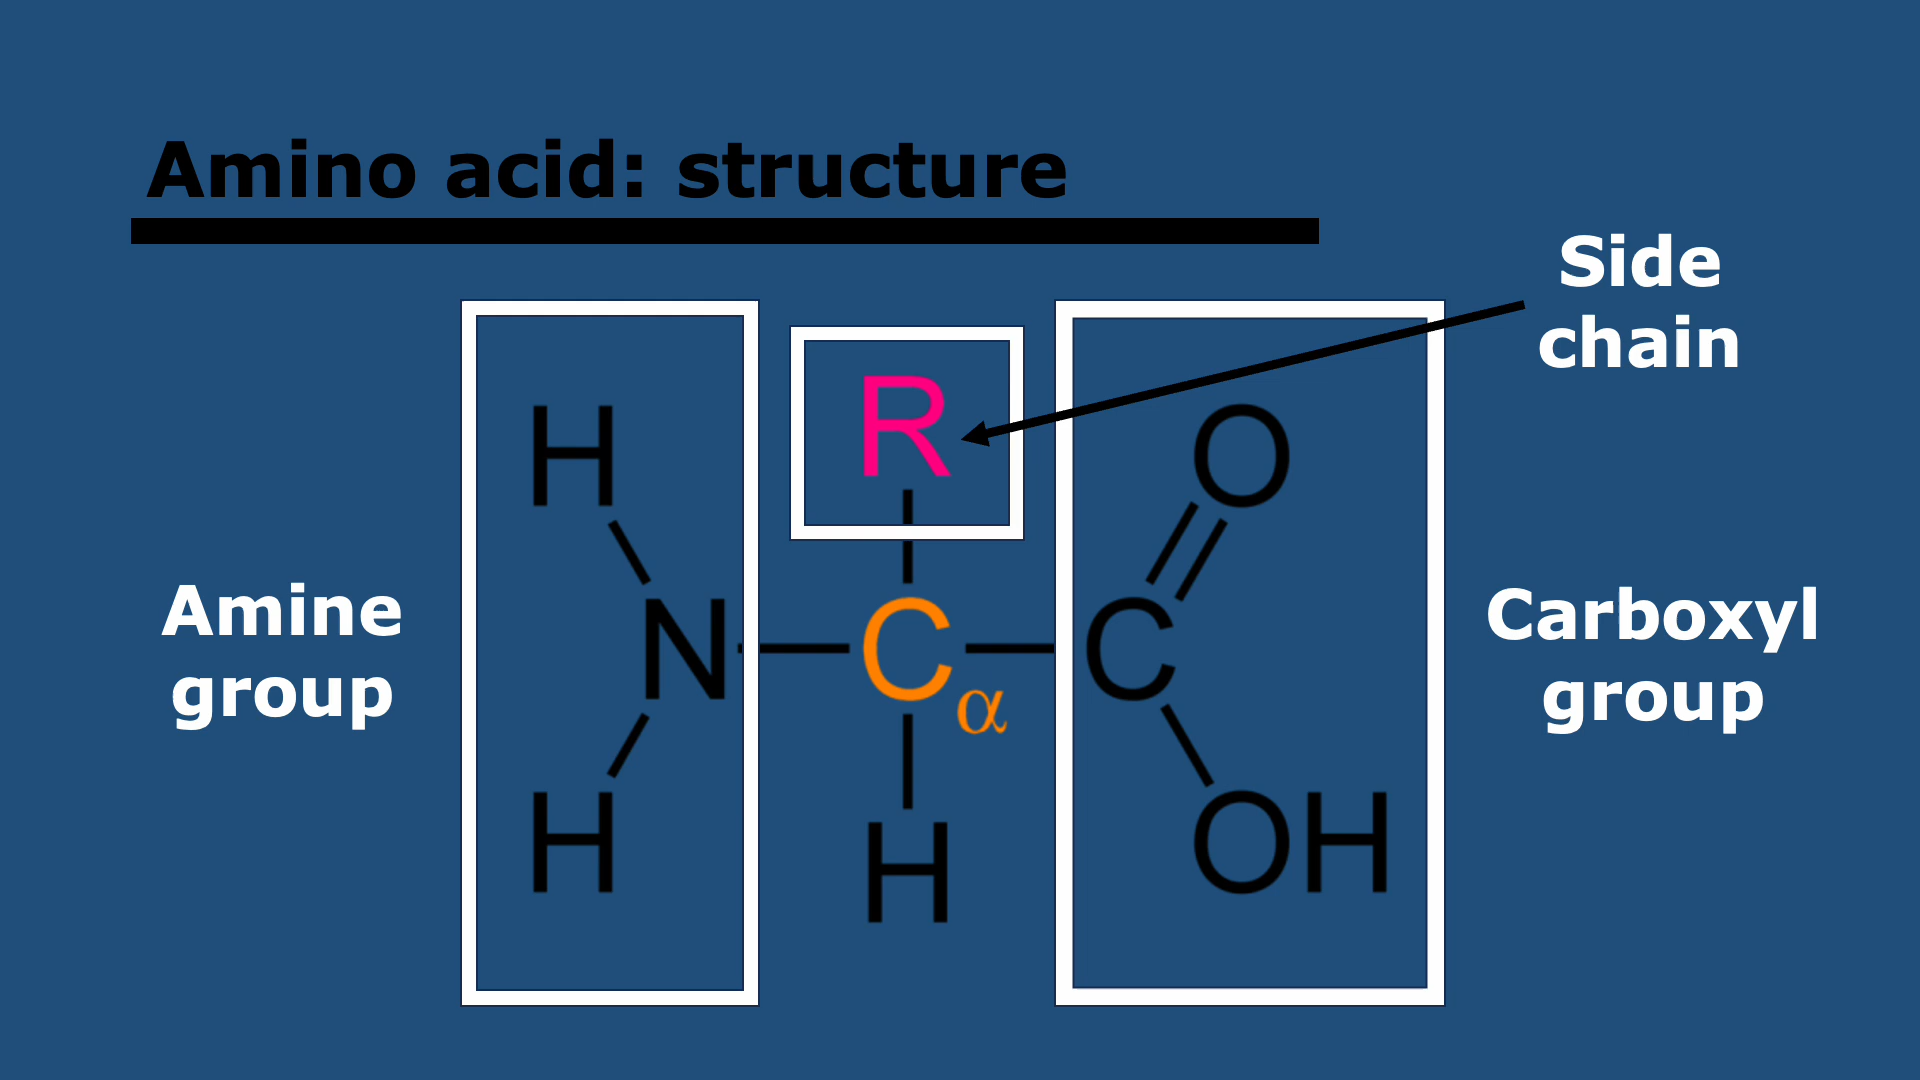 Amino acid: structure
Side
chain
R
H
O
Amine
group
N
C
α
C
Carboxyl
group
H
H
OH